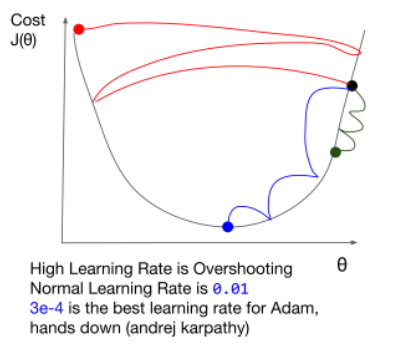 Cost
J(θ)
θ
High Learning Rate is Overshooting
Normal Learning Rate is 0.01
3e-4 is the best learning rate for Adam,
hands down (andrej karpathy)